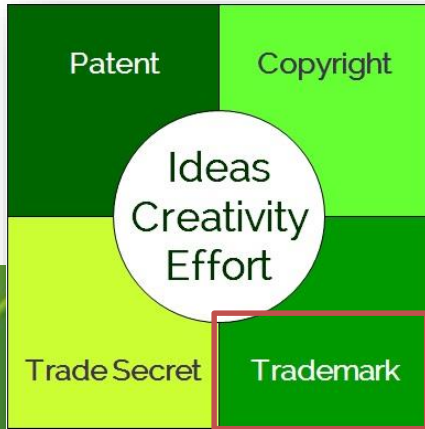 Patent
Copyright
Ideas
Creativity
Effort
Trade Secret
Trademark